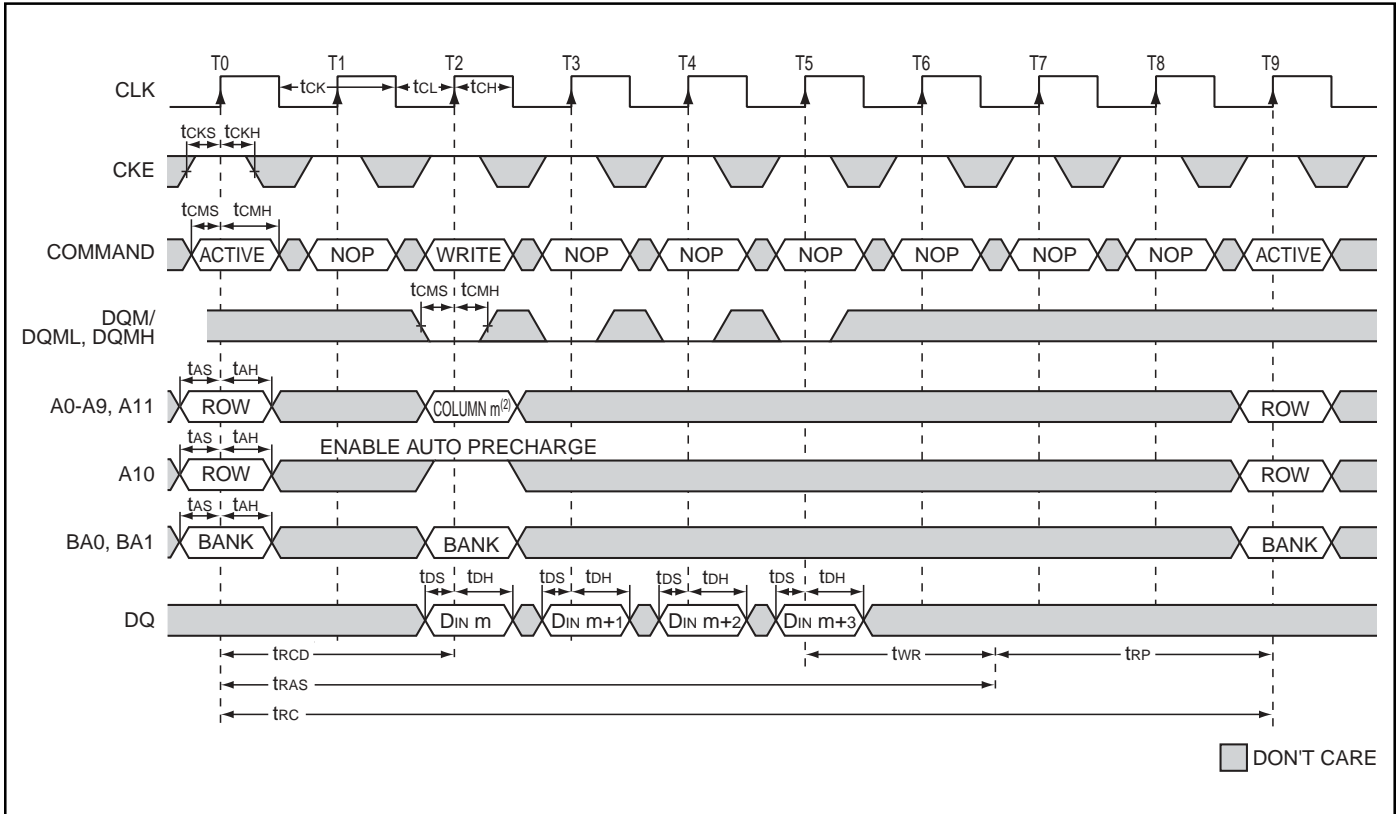 T0 T1 T2 T3 T4 T5 T6 T7 T8 T9
CLK tCK tCL tCH
tCKS tCKH
CKE
tCMS tCMH
COMMAND ACTIVE NOP WRITE NOP NOP NOP NOP NOP NOP ACTIVE
tCMS tCMH
DQM/
DQML, DQMH
tAS tAH
A0-A9, A11 ROW COLUMN m(2) ROW
tAS tAH ENABLE AUTO PRECHARGE
A10 ROW ROW
tAS tAH
BA0, BA1 BANK BANK BANK
tDS tDH tDS tDH tDS tDH tDS tDH
DQ DIN m DIN m+1 DIN m+2 DIN m+3
tRCD tWR tRP
tRAS
tRC
DON'T CARE